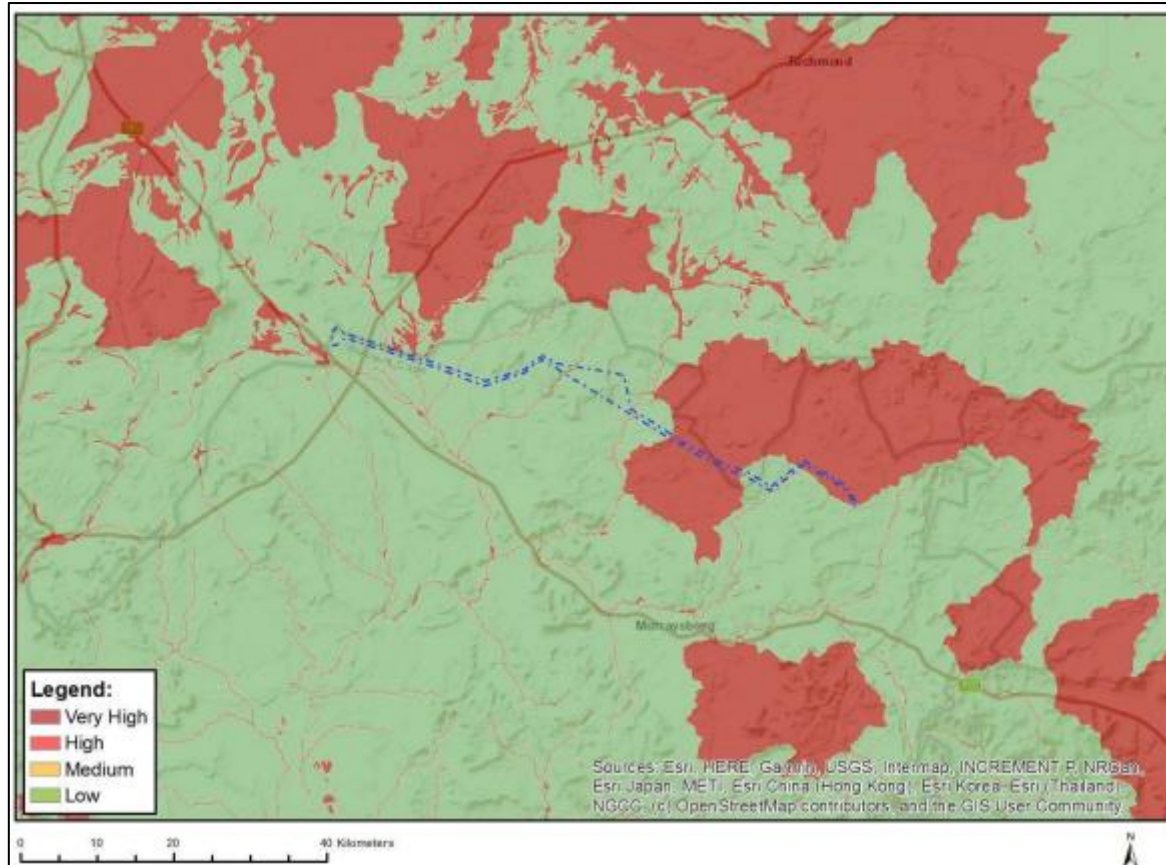 Richmond
Murraysburg
Legend:
Very High
High
Medium
Low
Sources: Esri, HERE, Garmin, USGS, Intermap, INCREMENT P, NRCan,
Esri Japan, METI, Esri China (Hong Kong), Esri Korea, Esri (Thailand),
NGCC, (c) OpenStreetMap contributors, and the GIS User Community
0 10 20 40 Kilometers
N